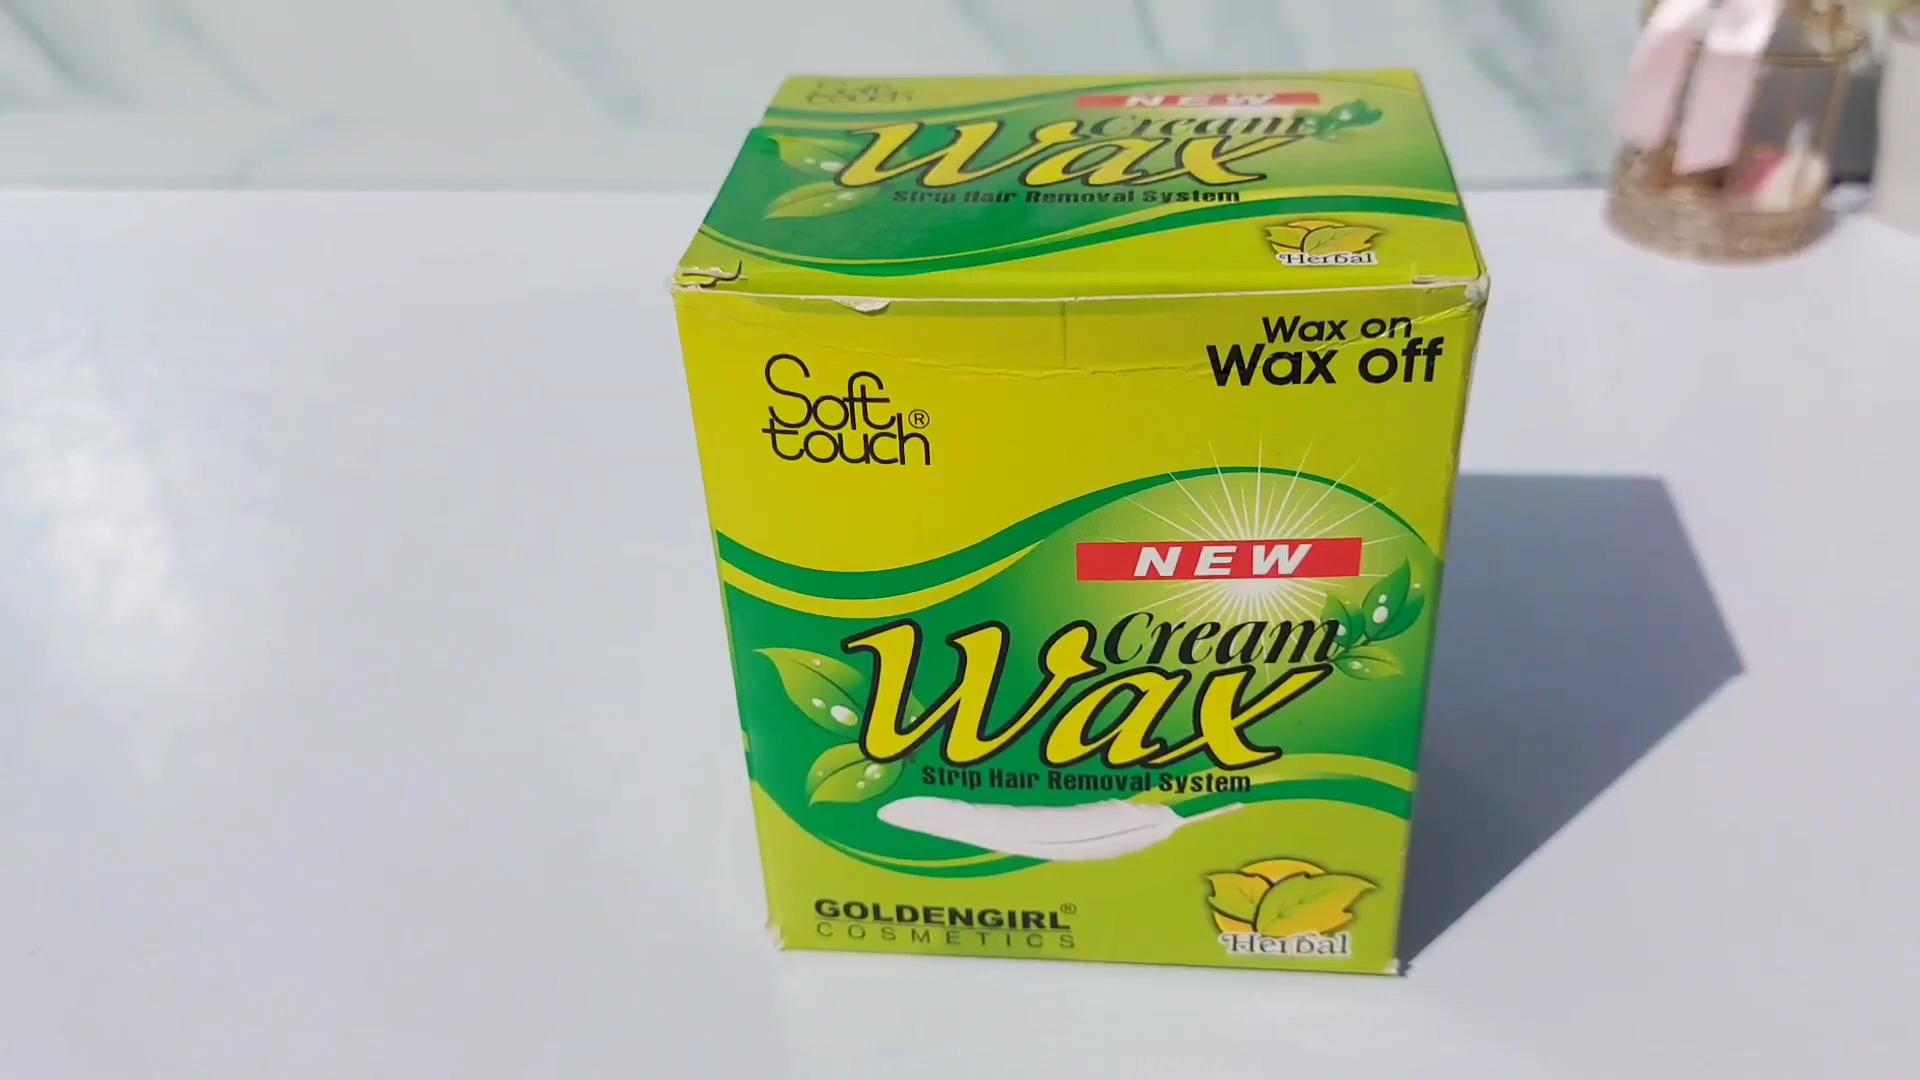 Soft
touch
NEW
Cream
Wax
Strip Hair Removal System
Herbal
Wax on
Wax off
Soft
touch®
NEW
Cream
Wax
Strip Hair Removal System
GOLDENGIRL®
COSMETICS
Herbal